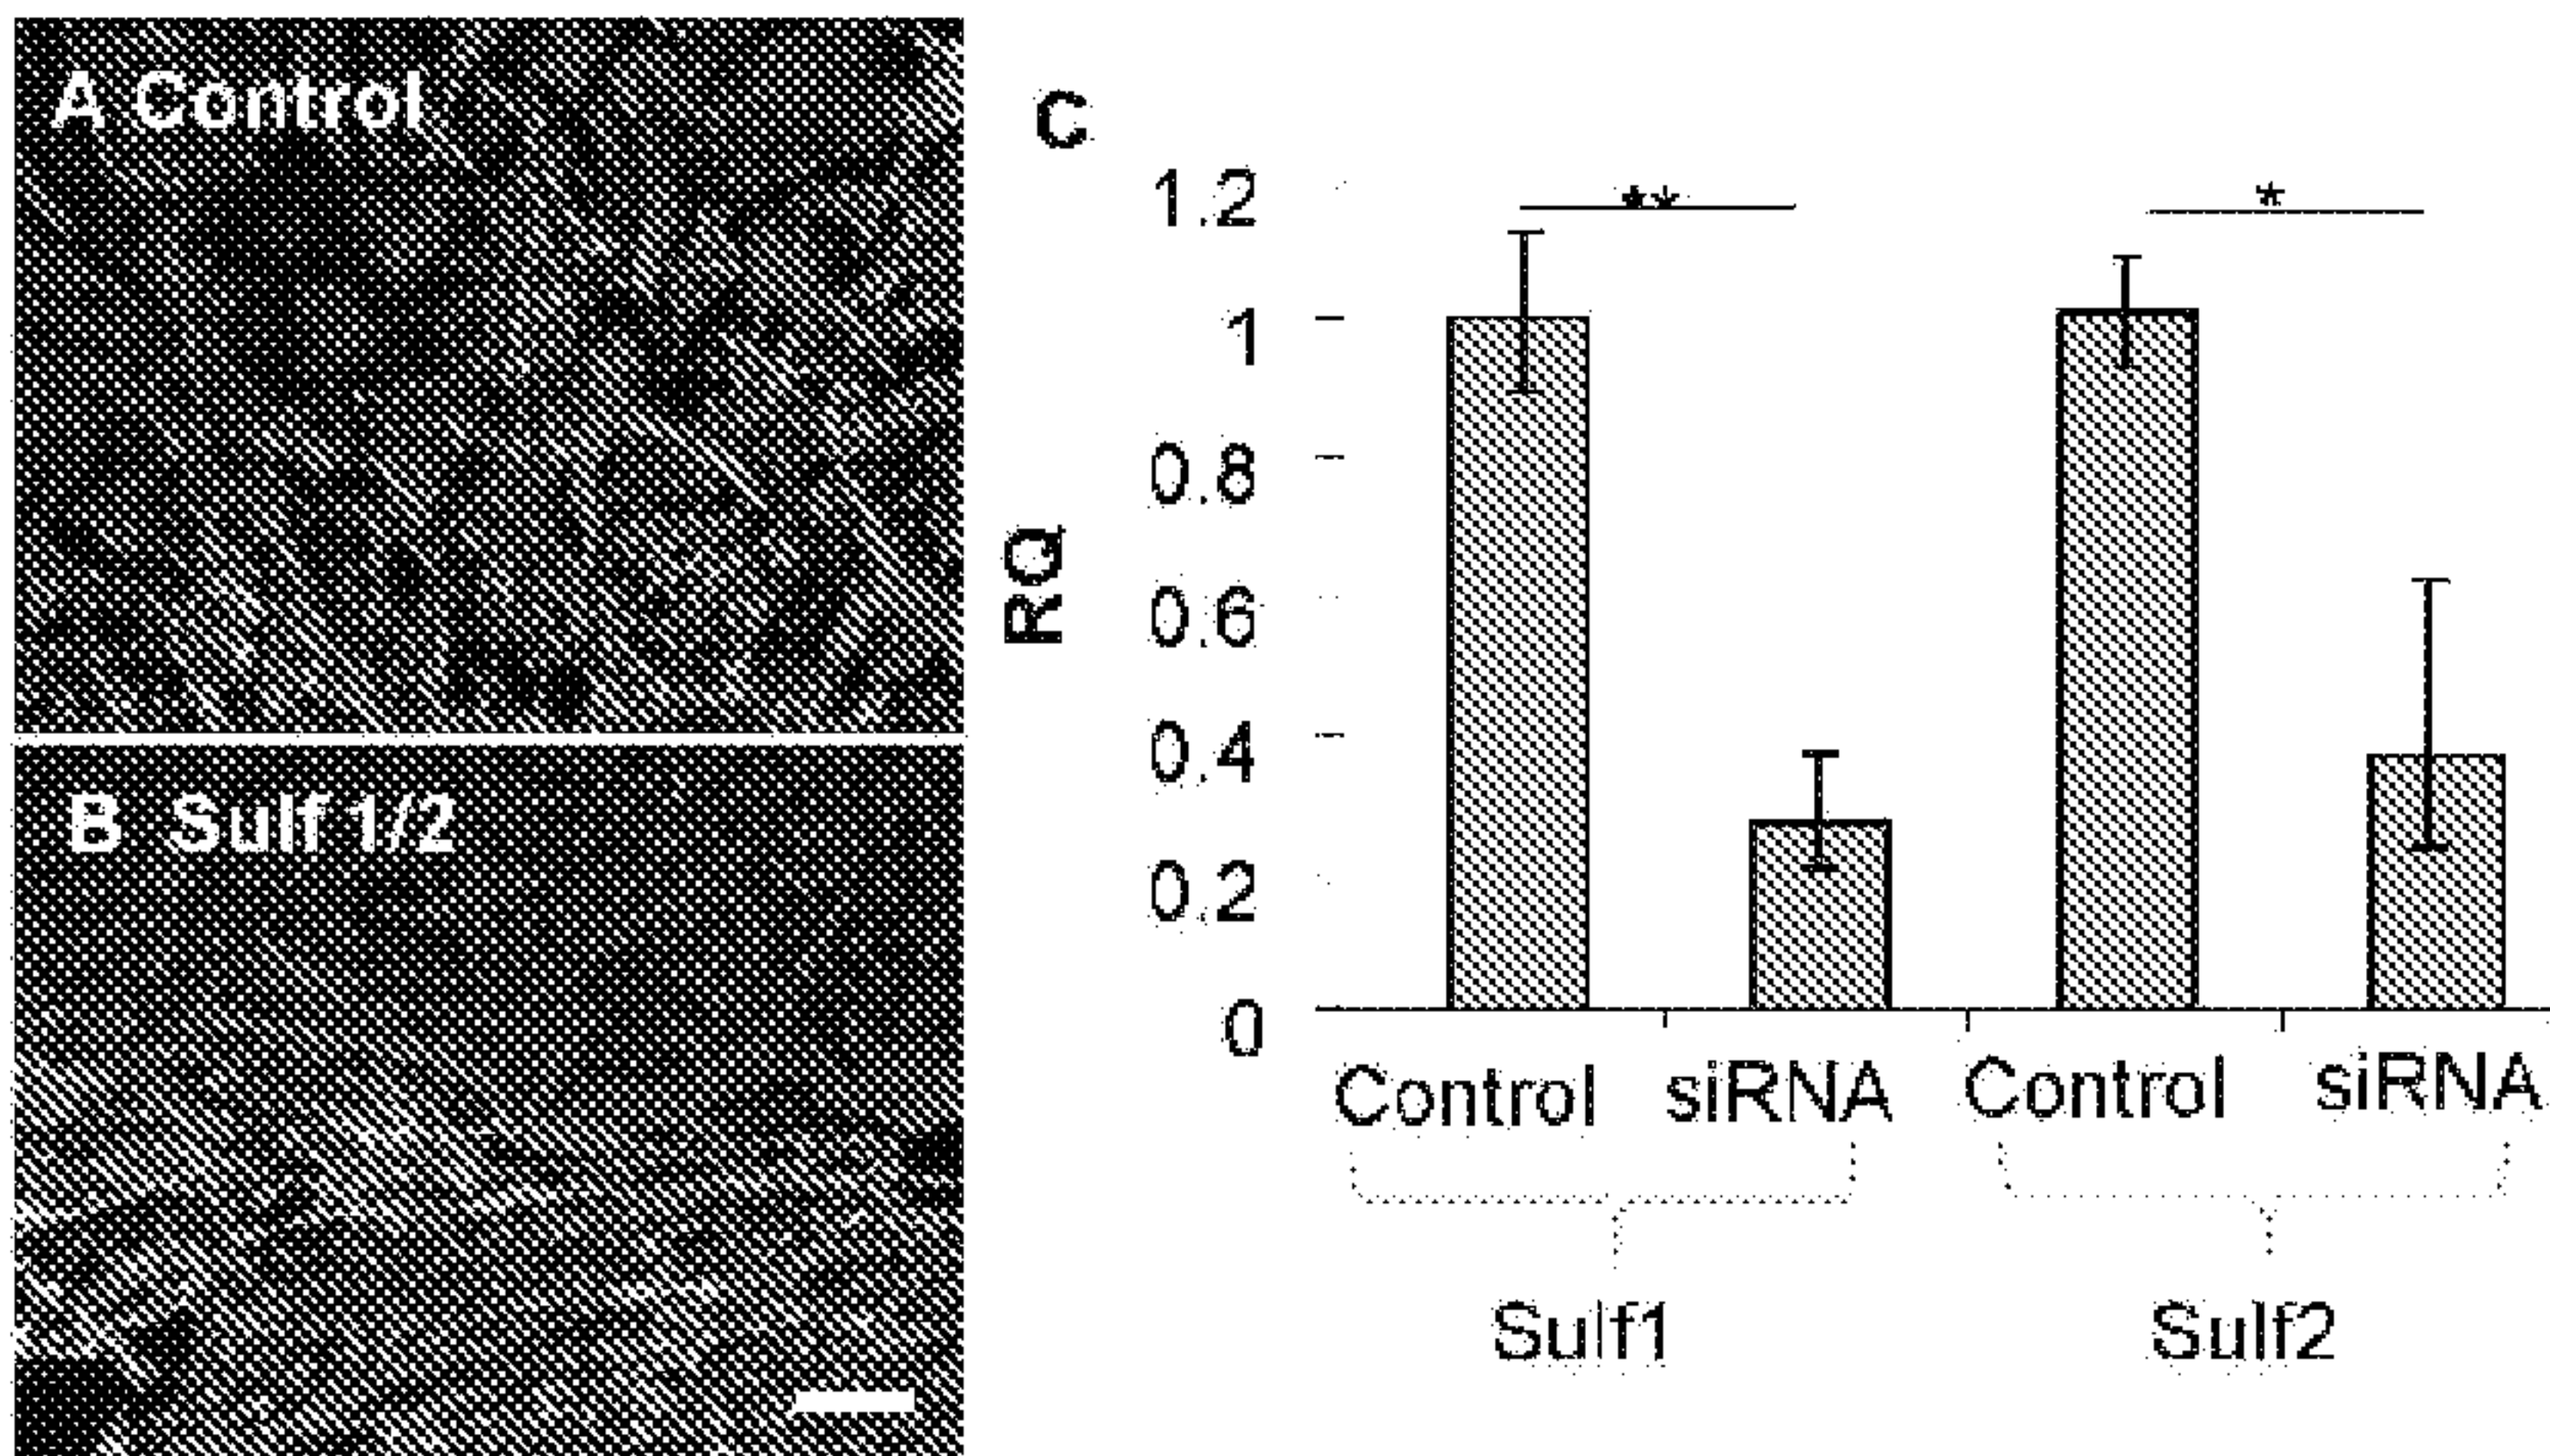 A Control
B Sulf 1/2
C
RQ
1.2
1
0.8
0.6
0.4
0.2
0
** *
Control siRNA Control siRNA
Sulf1 Sulf2